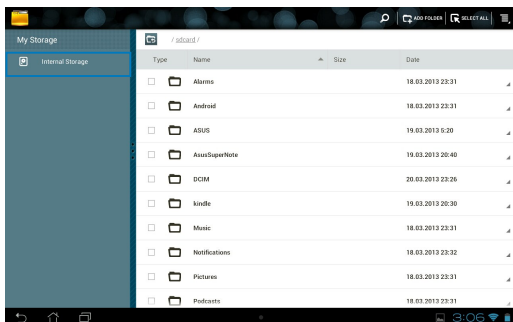 ADD FOLDER SELECT ALL
My Storage
/ sdcard /
Internal Storage
Type Name Size Date
Alarms 18.03.2013 23:31
Android 18.03.2013 23:31
ASUS 19.03.2013 5:20
AsusSuperNote 19.03.2013 20:40
DCIM 20.03.2013 23:26
kindle 19.03.2013 20:30
Music 18.03.2013 23:31
Notifications 18.03.2013 23:32
Pictures 18.03.2013 23:31
Podcasts 18.03.2013 23:31
3:06